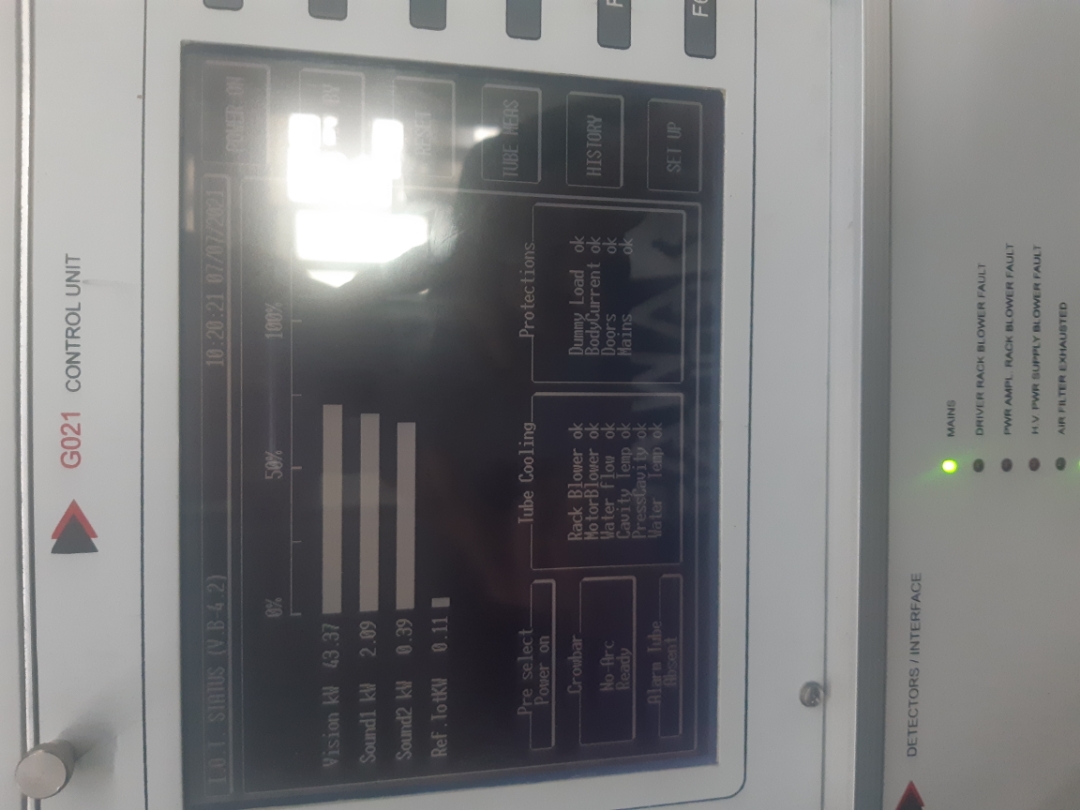 G021 CONTROL UNIT
I.O.T. STATUS (V.B-4.2) 10:20:21 07/07/2021
POWER ON
0% 50% 100%
Vision kW 43.37
BY
Sound1 kW 2.09
Sound2 kW 0.39
RESET
Ref.TotKW 0.11
TUBE MEAS
Pre select
Power on
Tube Cooling
Protections
Crowbar
No-Arc
Ready
Alarm Tube
Absent
Rack Blower ok
MotorBlower ok
Water flow ok
Cavity Temp ok
PressCavity ok
Water Temp ok
Dummy Load ok
BodyCurrent ok
Doors ok
Mains ok
HISTORY
SET UP
DETECTORS / INTERFACE
MAINS
DRIVER RACK BLOWER FAULT
PWR AMPL. RACK BLOWER FAULT
H.V PWR SUPPLY BLOWER FAULT
AIR FILTER EXHAUSTED